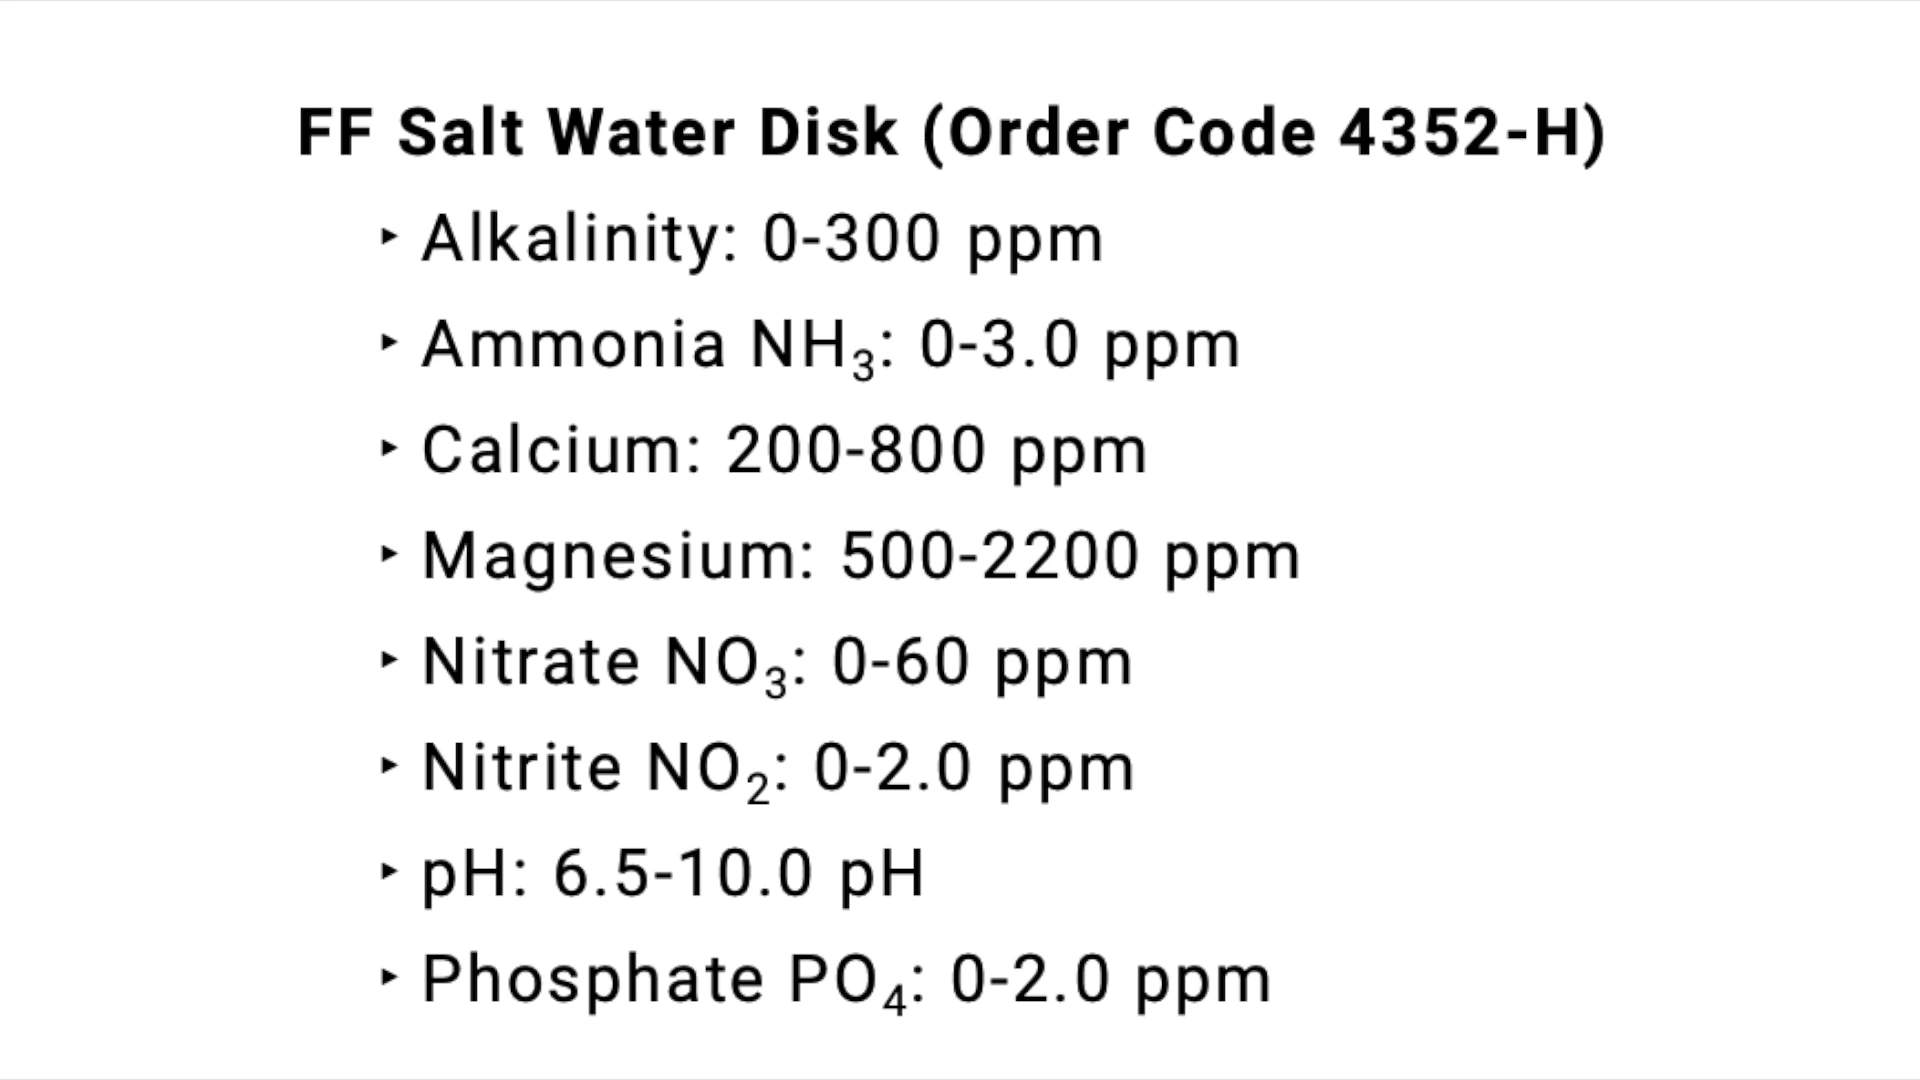 FF Salt Water Disk (Order Code 4352-H)
‣ Alkalinity: 0-300 ppm
‣ Ammonia NH₃: 0-3.0 ppm
‣ Calcium: 200-800 ppm
‣ Magnesium: 500-2200 ppm
‣ Nitrate NO₃: 0-60 ppm
‣ Nitrite NO₂: 0-2.0 ppm
‣ pH: 6.5-10.0 pH
‣ Phosphate PO₄: 0-2.0 ppm